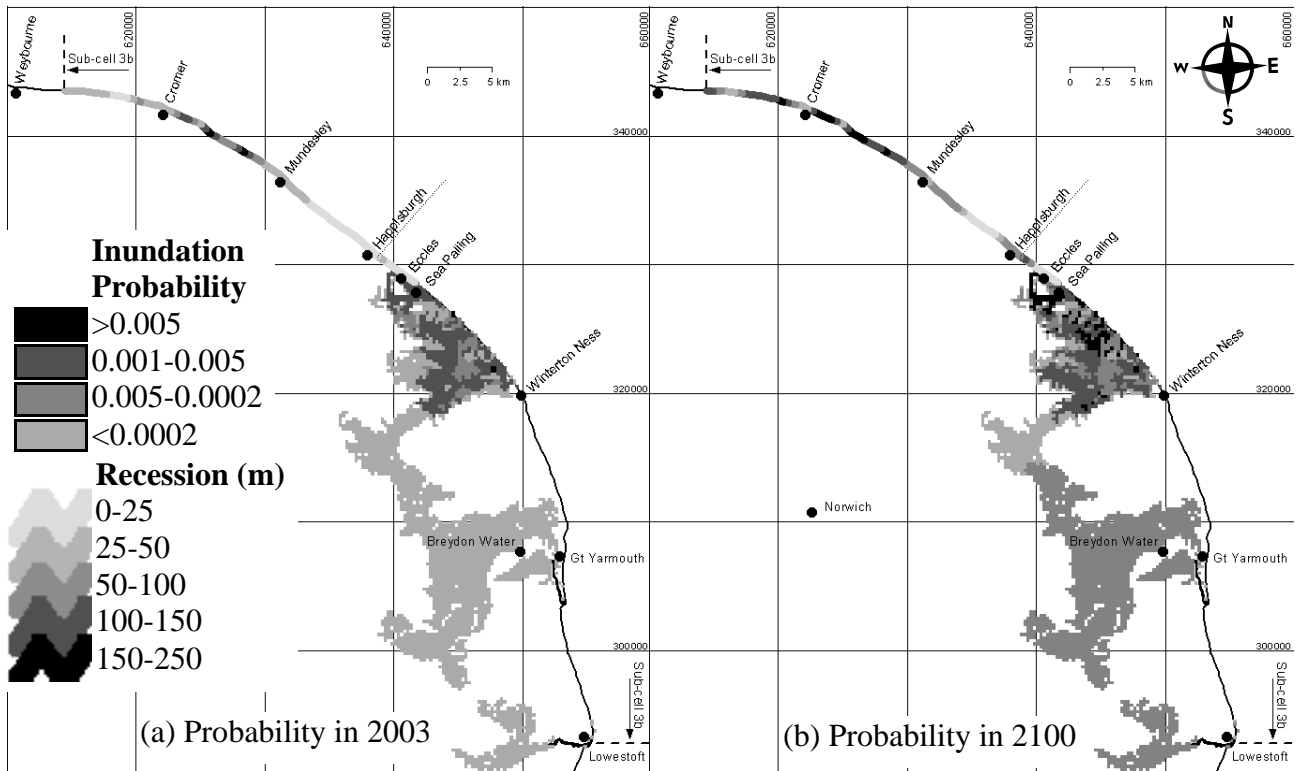 620000
640000
660000
Weybourne
Sub-cell 3b
Cromer
0 2.5 5 km
Mundesley
Happisburgh
Eccles
Sea Palling
Winterton Ness
Breydon Water
Gt Yarmouth
Sub-cell 3b
Lowestoft
(a) Probability in 2003
Inundation
Probability
>0.005
0.001-0.005
0.005-0.0002
<0.0002
Recession (m)
0-25
25-50
50-100
100-150
150-250
620000
640000
660000
Weybourne
Sub-cell 3b
Cromer
0 2.5 5 km
N
W E
S
340000
340000
Mundesley
Happisburgh
Eccles
Sea Palling
320000
320000
Winterton Ness
Norwich
Breydon Water
Gt Yarmouth
300000
300000
Sub-cell 3b
Lowestoft
(b) Probability in 2100